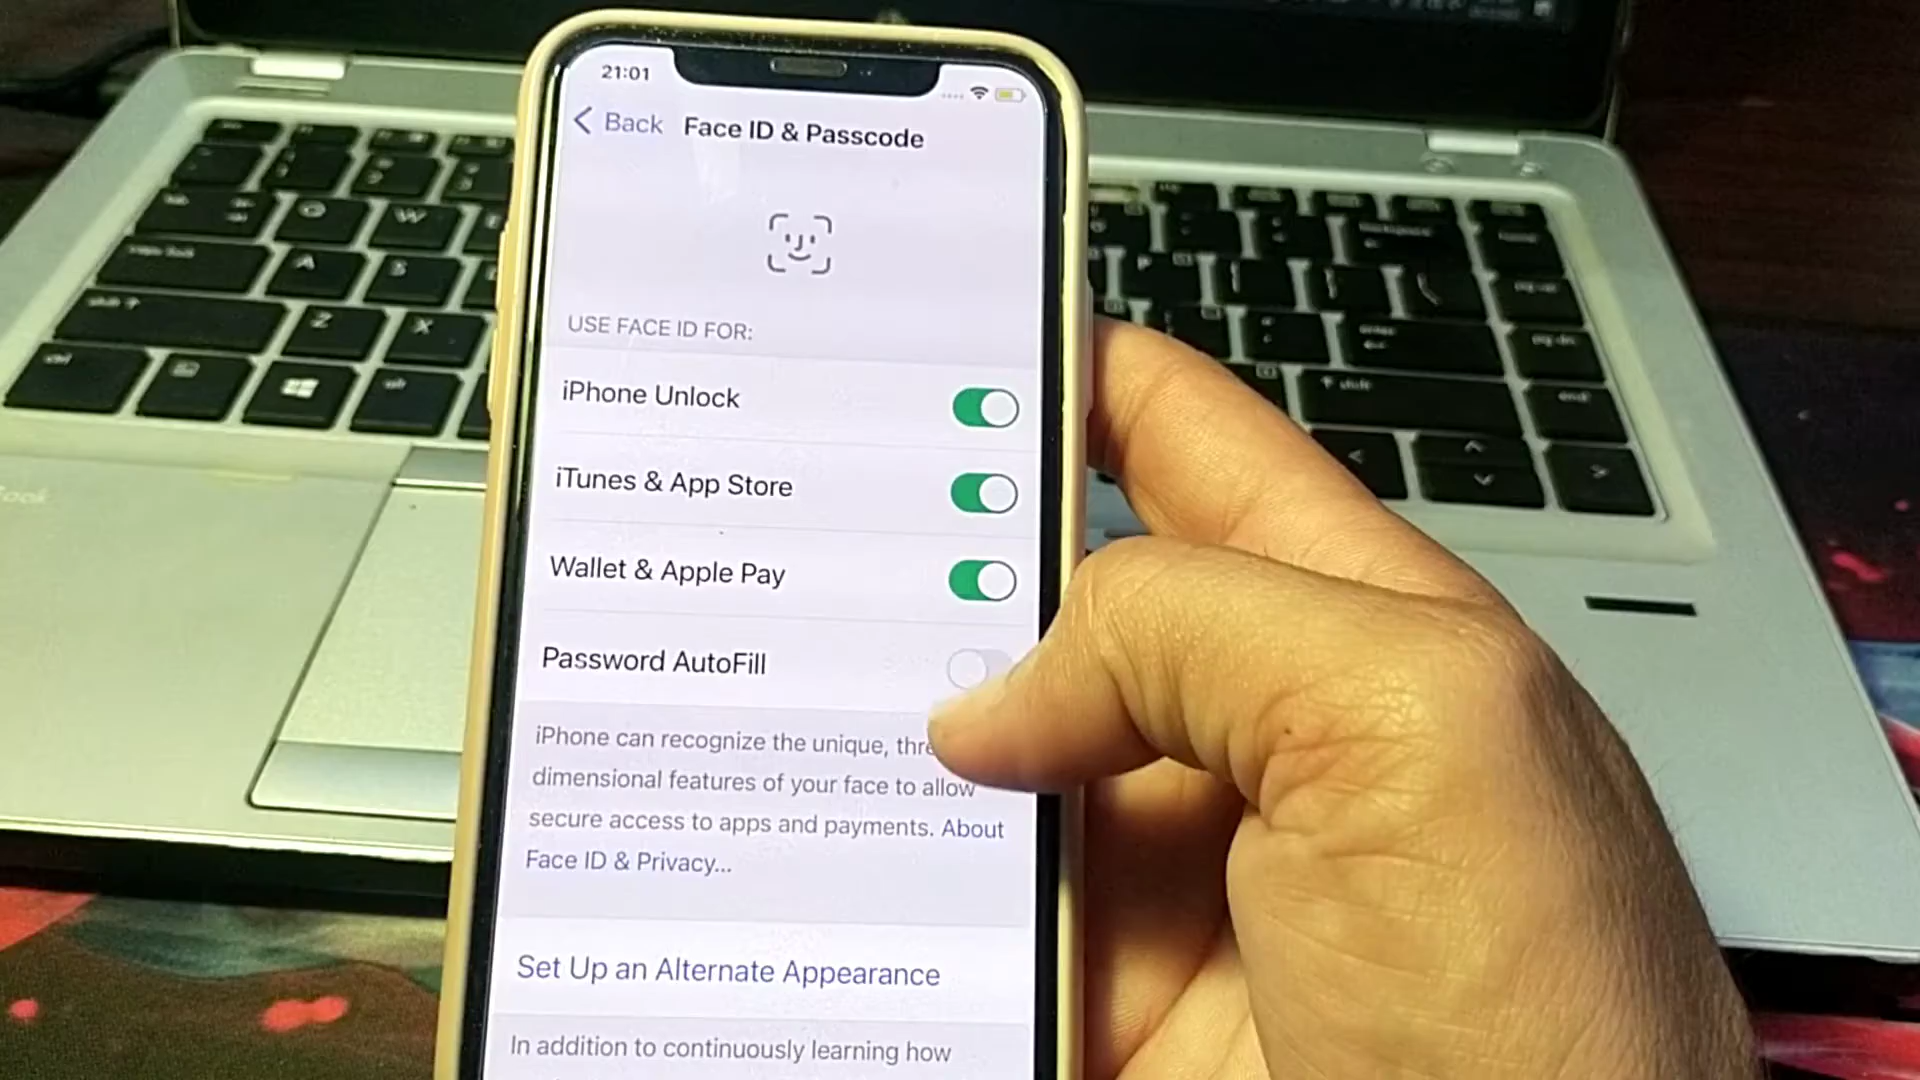 21:01
Back Face ID & Passcode
USE FACE ID FOR:
iPhone Unlock
iTunes & App Store
Wallet & Apple Pay
Password AutoFill
iPhone can recognize the unique,
dimensional features of your face to allow
secure access to apps and payments. About
Face ID & Privacy...
Set Up an Alternate Appearance
In addition to continuously learning how
W
A
S
Z
X
P
end